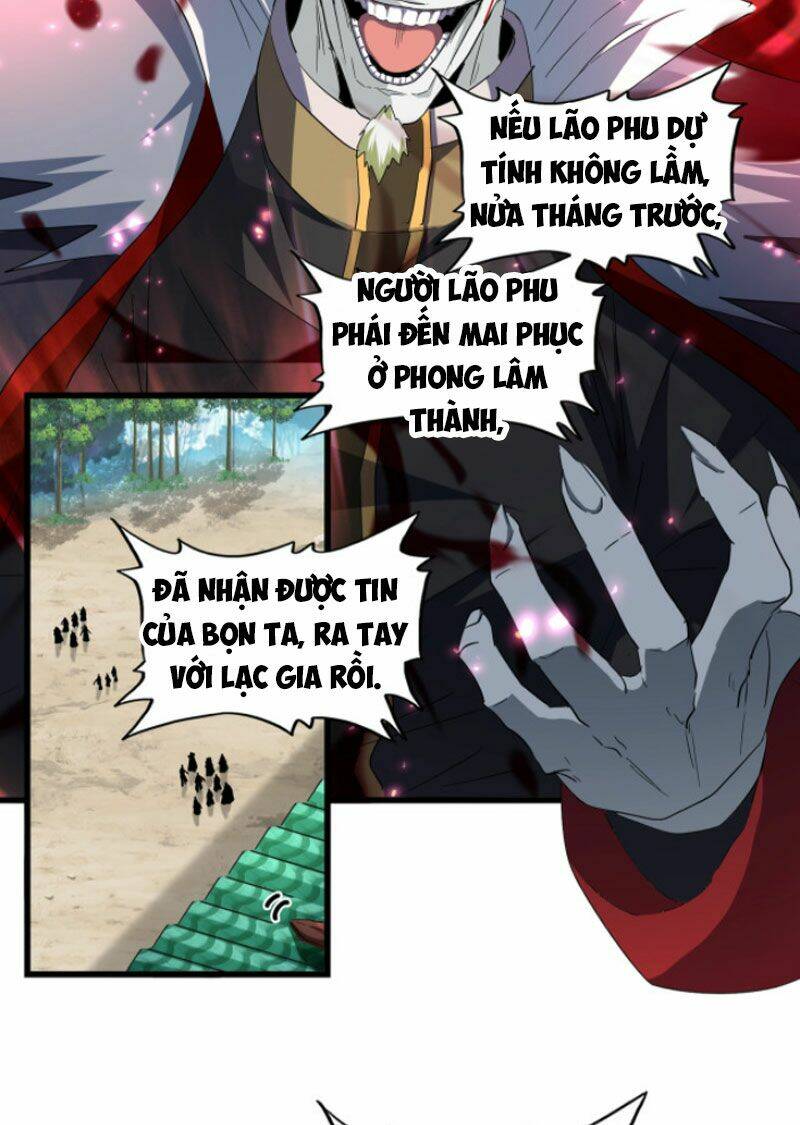 NẾU LÃO PHU DỰ
TÍNH KHÔNG LẦM,
NỬA THÁNG TRƯỚC,
NGƯỜI LÃO PHU
PHÁI ĐẾN MAI PHỤC
Ở PHONG LÂM
THÀNH,
ĐÃ NHẬN ĐƯỢC TIN
CỦA BỌN TA, RA TAY
VỚI LẠC GIA RỒI.